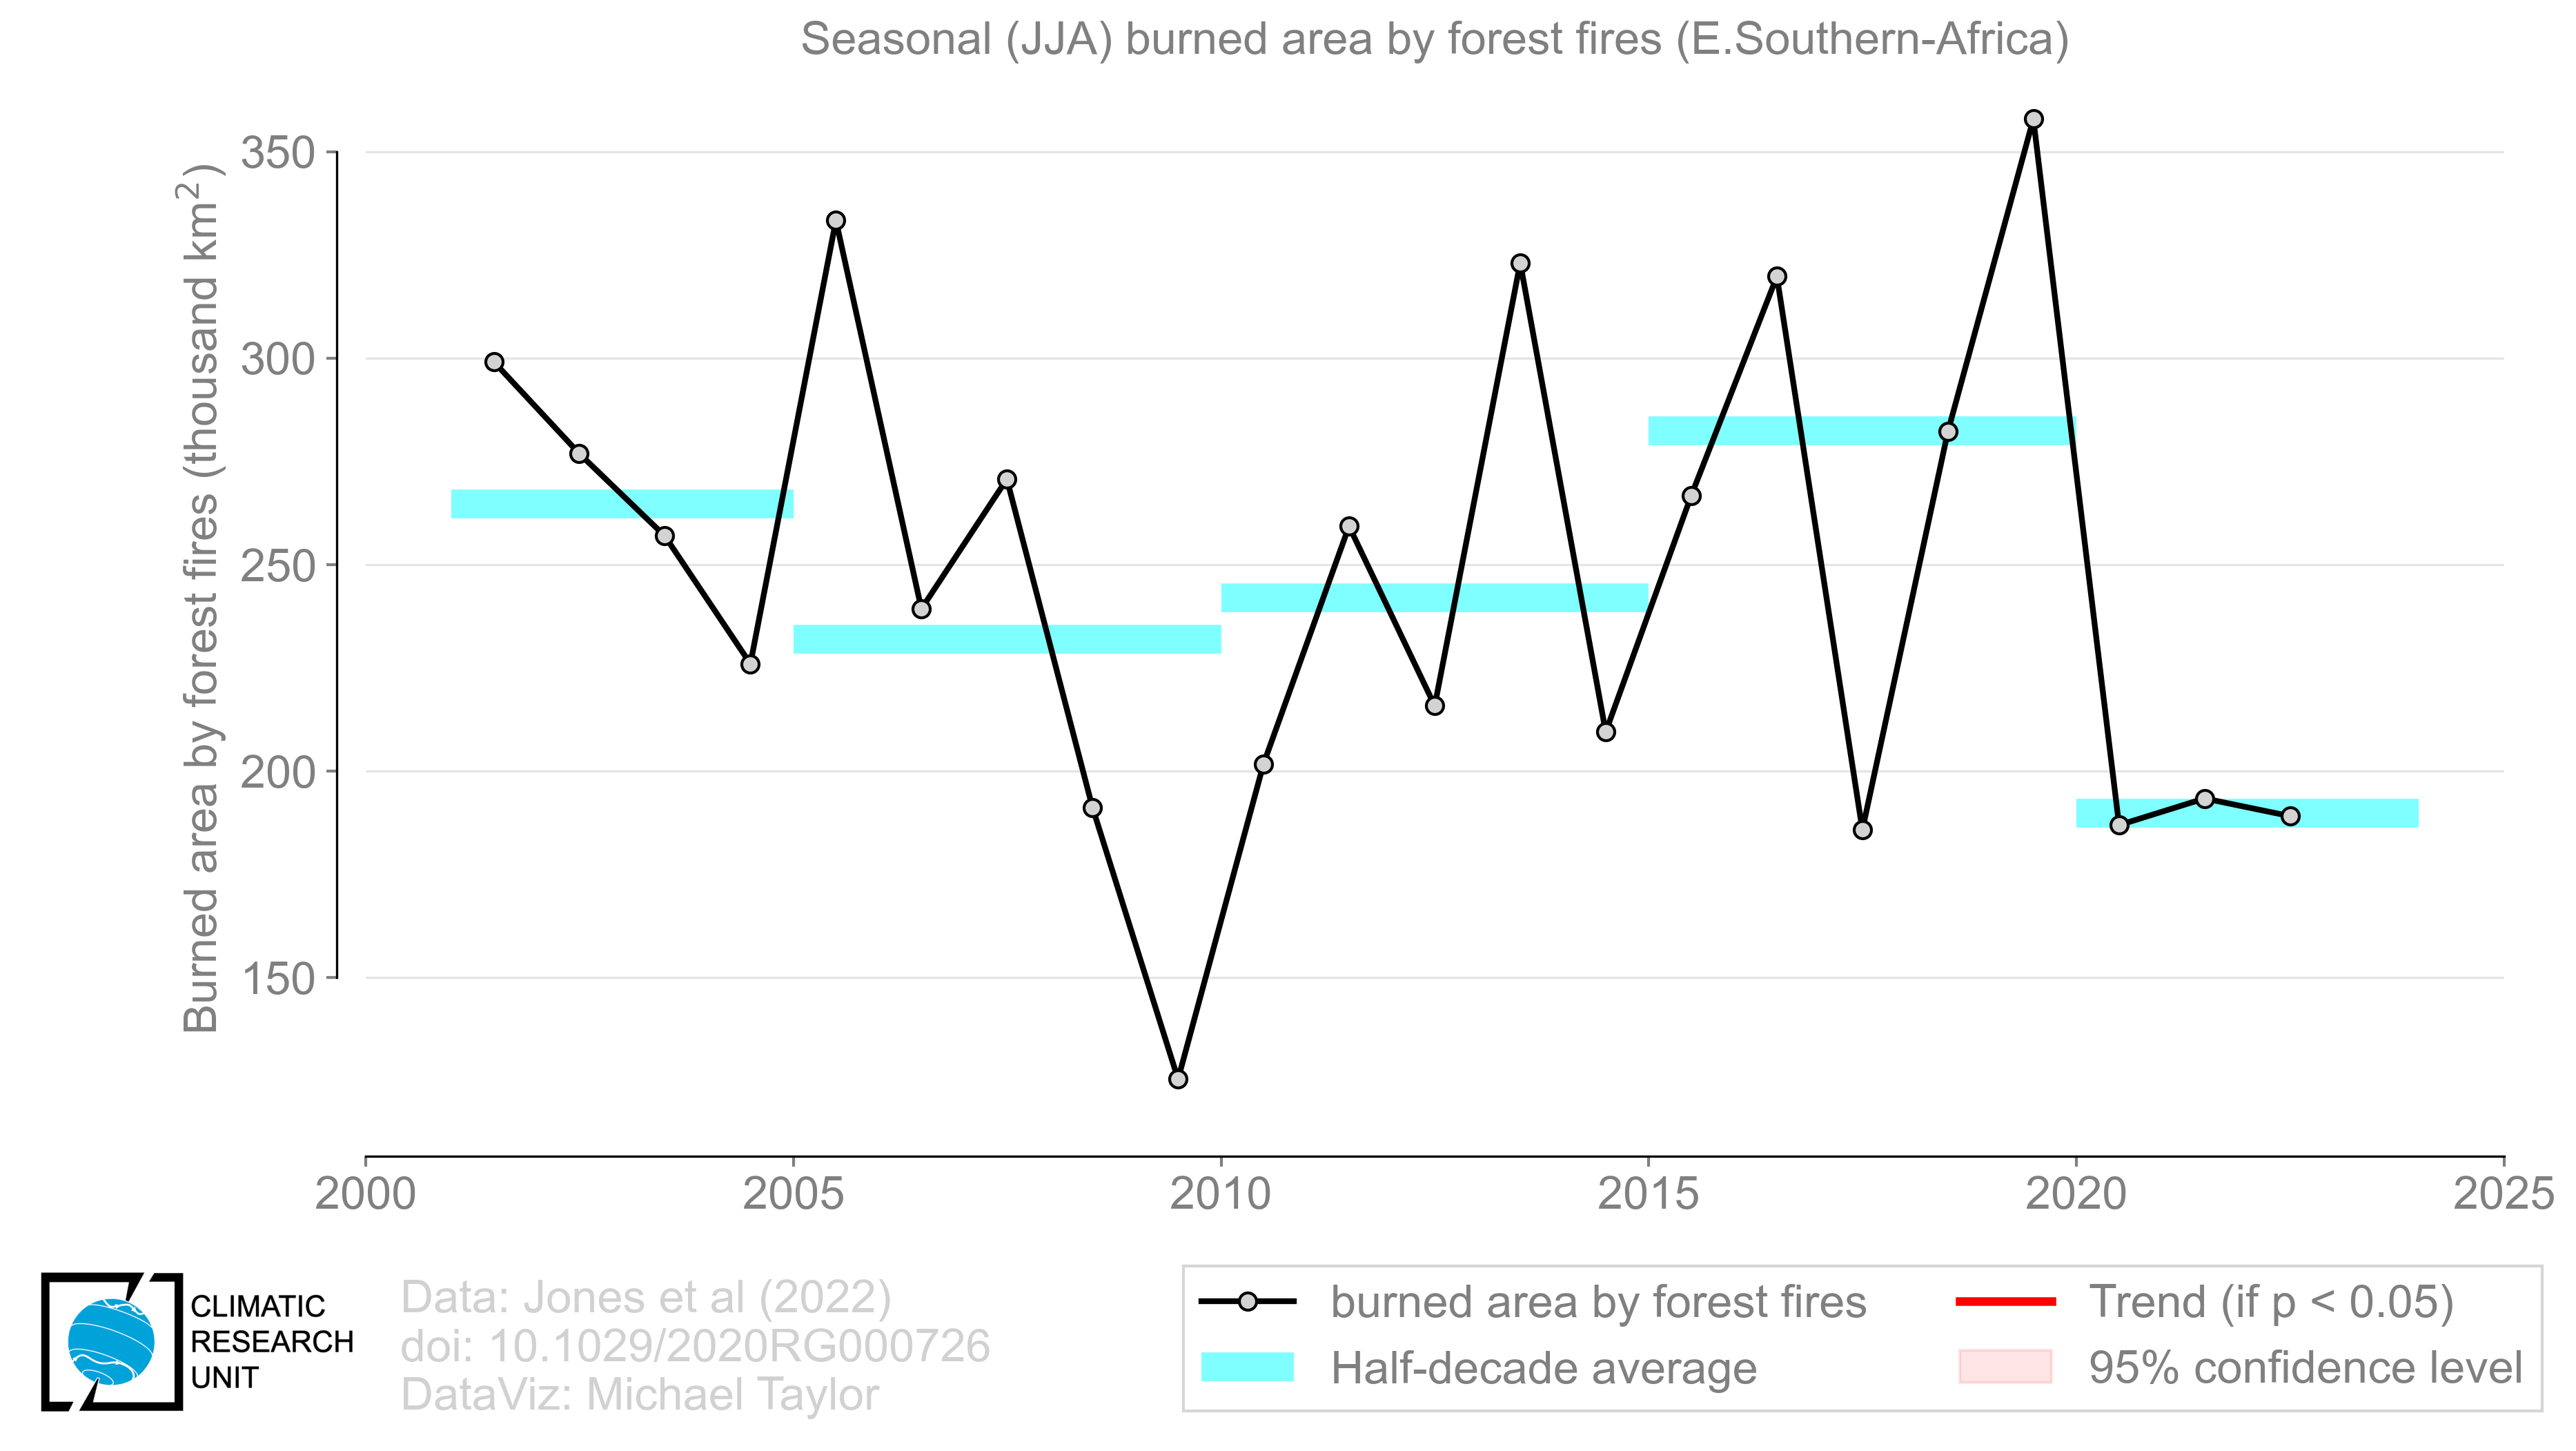 Seasonal (JJA) burned area by forest fires (E.Southern-Africa)
Burned area by forest fires (thousand km²)
350
300
250
200
150
2000
2005
2010
2015
2020
2025
CLIMATIC
RESEARCH
UNIT
Data: Jones et al (2022)
doi: 10.1029/2020RG000726
DataViz: Michael Taylor
burned area by forest fires
Half-decade average
Trend (if p < 0.05)
95% confidence level